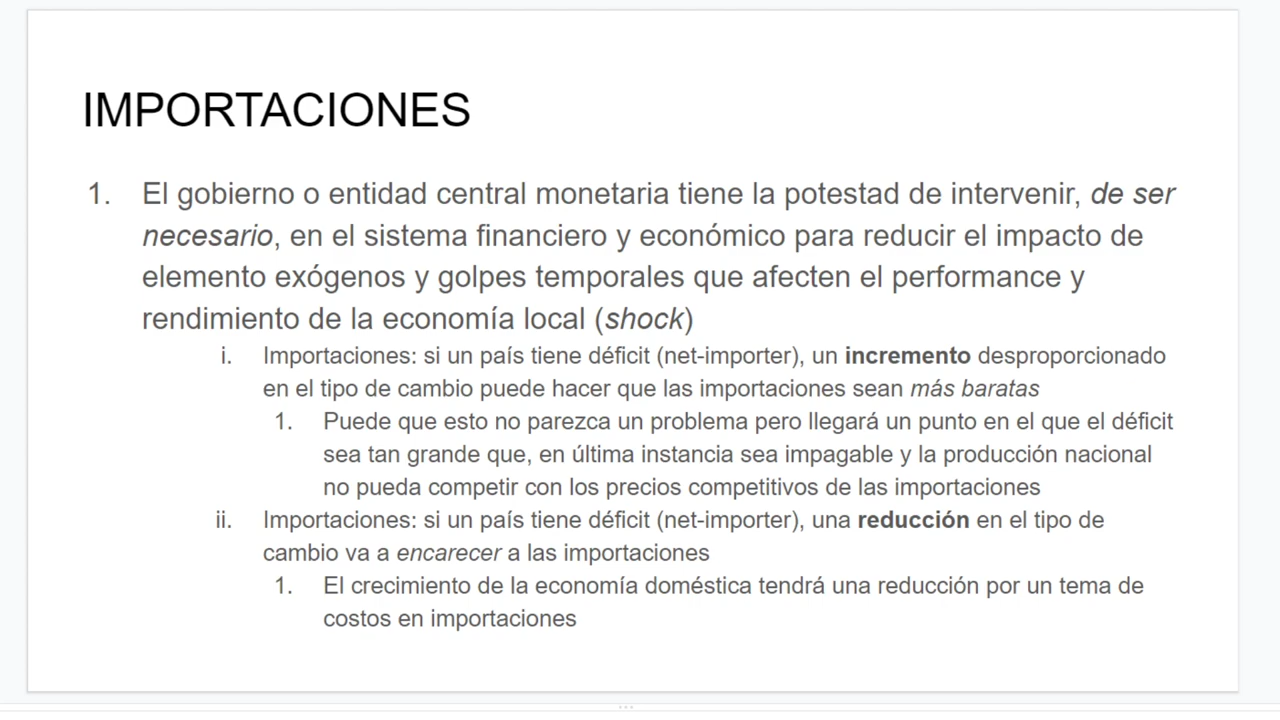 IMPORTACIONES
1. El gobierno o entidad central monetaria tiene la potestad de intervenir, de ser
necesario, en el sistema financiero y económico para reducir el impacto de
elemento exógenos y golpes temporales que afecten el performance y
rendimiento de la economía local (shock)
i. Importaciones: si un país tiene déficit (net-importer), un incremento desproporcionado
en el tipo de cambio puede hacer que las importaciones sean más baratas
1. Puede que esto no parezca un problema pero llegará un punto en el que el déficit
sea tan grande que, en última instancia sea impagable y la producción nacional
no pueda competir con los precios competitivos de las importaciones
ii. Importaciones: si un país tiene déficit (net-importer), una reducción en el tipo de
cambio va a encarecer a las importaciones
1. El crecimiento de la economía doméstica tendrá una reducción por un tema de
costos en importaciones